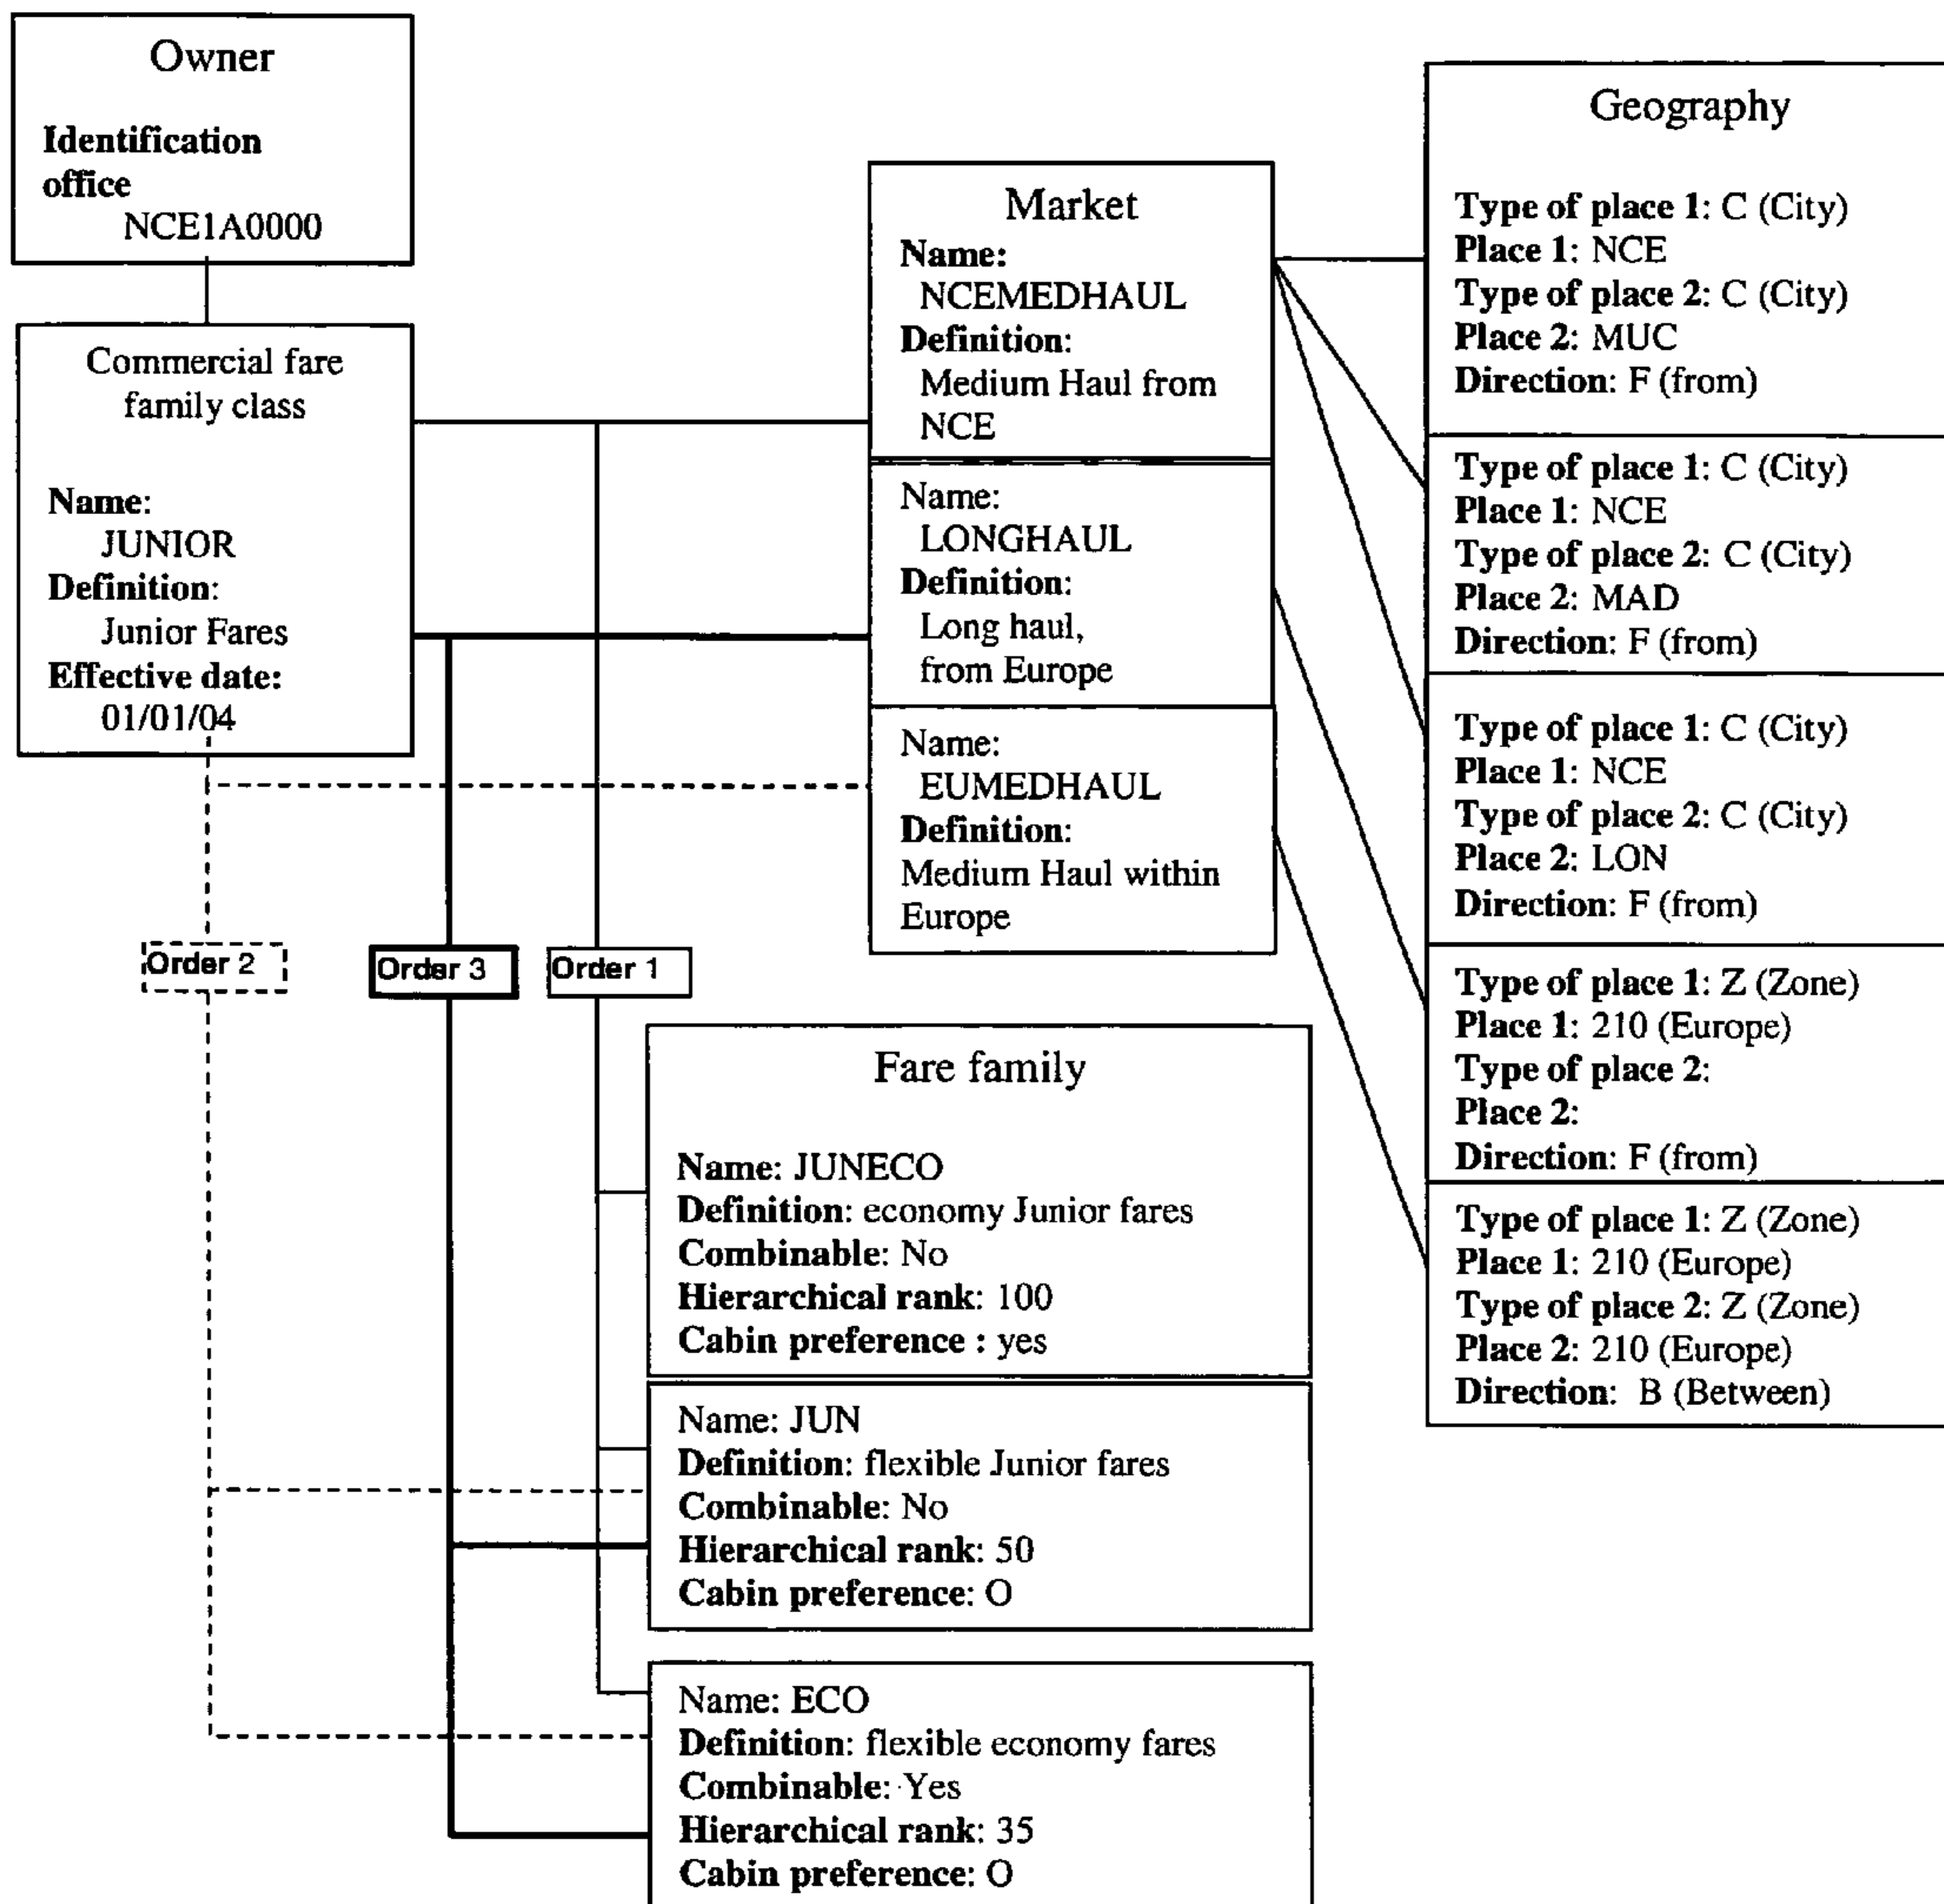 Owner
Identification
office
NCE1A0000
Commercial fare
family class
Name:
JUNIOR
Definition:
Junior Fares
Effective date:
01/01/04
Market
Name:
NCEMEDHAUL
Definition:
Medium Haul from
NCE
Name:
LONGHAUL
Definition:
Long haul,
from Europe
Name:
EUMEDHAUL
Definition:
Medium Haul within
Europe
Geography
Type of place 1: C (City)
Place 1: NCE
Type of place 2: C (City)
Place 2: MUC
Direction: F (from)
Type of place 1: C (City)
Place 1: NCE
Type of place 2: C (City)
Place 2: MAD
Direction: F (from)
Type of place 1: C (City)
Place 1: NCE
Type of place 2: C (City)
Place 2: LON
Direction: F (from)
Type of place 1: Z (Zone)
Place 1: 210 (Europe)
Type of place 2:
Place 2:
Direction: F (from)
Type of place 1: Z (Zone)
Place 1: 210 (Europe)
Type of place 2: Z (Zone)
Place 2: 210 (Europe)
Direction: B (Between)
Order 2
Order 3
Order 1
Fare family
Name: JUNECO
Definition: economy Junior fares
Combinable: No
Hierarchical rank: 100
Cabin preference : yes
Name: JUN
Definition: flexible Junior fares
Combinable: No
Hierarchical rank: 50
Cabin preference: O
Name: ECO
Definition: flexible economy fares
Combinable: Yes
Hierarchical rank: 35
Cabin preference: O